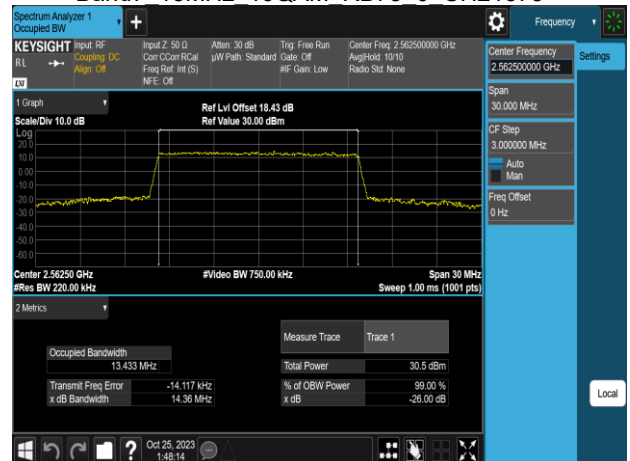 Spectrum Analyzer 1
Occupied BW
+
Frequency
KEYSIGHT
RL
LXI
Input: RF
Coupling: DC
Align: Off
Input Z: 50 Ω
Corr CCorr RCal
Freq Ref: Int (S)
NFE: Off
Atten: 30 dB
µW Path: Standard
Trig: Free Run
Gate: Off
#IF Gain: Low
Center Freq: 2.562500000 GHz
Avg|Hold: 10/10
Radio Std: None
Center Frequency
2.562500000 GHz
Settings
Span
30.000 MHz
CF Step
3.000000 MHz
Auto
Man
Freq Offset
0 Hz
1 Graph
Scale/Div 10.0 dB
Ref Lvl Offset 18.43 dB
Ref Value 30.00 dBm
Log
20.0
10.0
0.00
-10.0
-20.0
-30.0
-40.0
-50.0
-60.0
Center 2.56250 GHz
#Res BW 220.00 kHz
#Video BW 750.00 kHz
Span 30 MHz
Sweep 1.00 ms (1001 pts)
2 Metrics
Measure Trace Trace 1
Occupied Bandwidth
13.433 MHz
Total Power 30.5 dBm
Transmit Freq Error -14.117 kHz
% of OBW Power 99.00 %
x dB Bandwidth 14.36 MHz
x dB -26.00 dB
Local
?
Oct 25, 2023
1:48:14